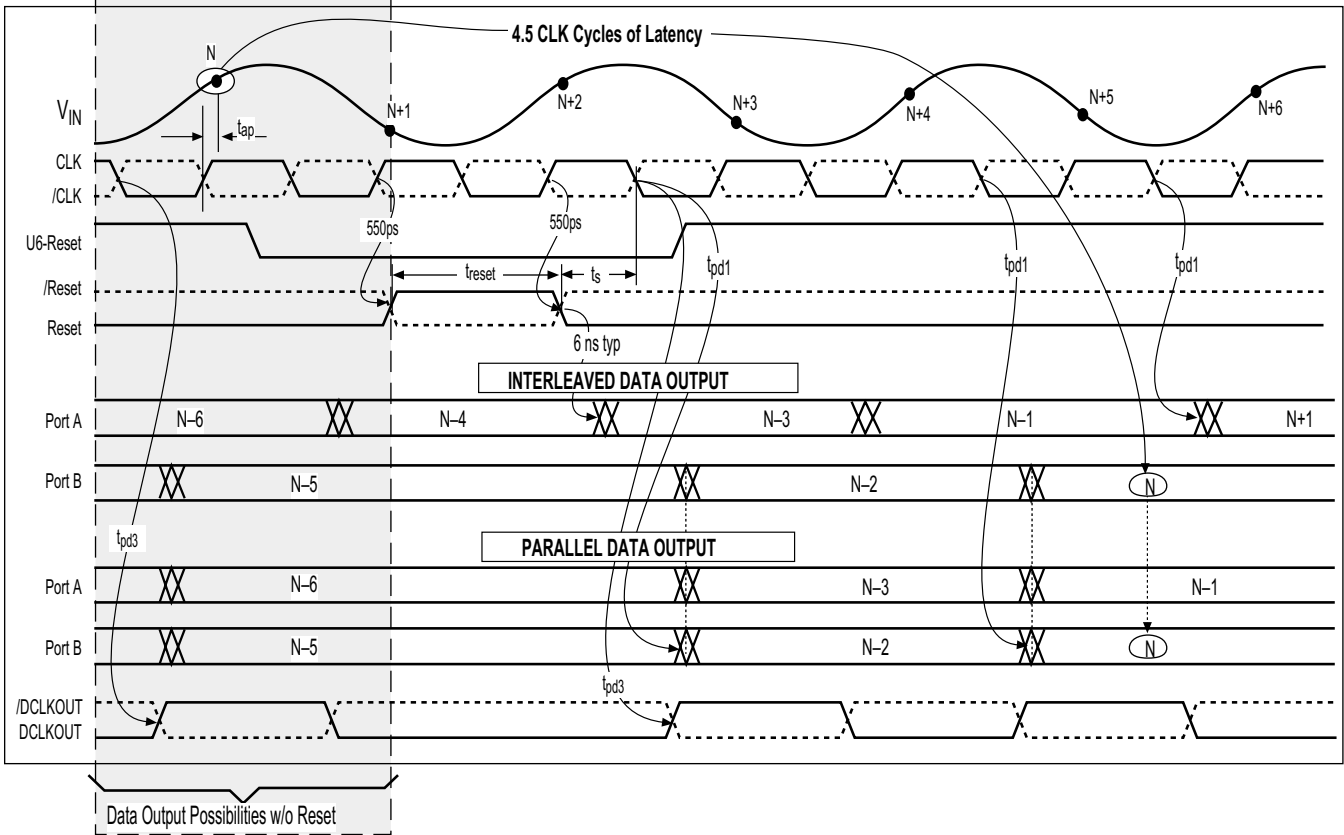 4.5 CLK Cycles of Latency
N
N+1
N+2
N+3
N+4
N+5
N+6
VIN
tap
CLK
/CLK
U6-Reset
550ps
550ps
treset
ts
tpd1
tpd1
tpd1
/Reset
Reset
6 ns typ
INTERLEAVED DATA OUTPUT
Port A
N–6
N–4
N–3
N–1
N+1
Port B
N–5
N–2
N
tpd3
PARALLEL DATA OUTPUT
Port A
N–6
N–3
N–1
Port B
N–5
N–2
N
tpd3
/DCLKOUT
DCLKOUT
Data Output Possibilities w/o Reset